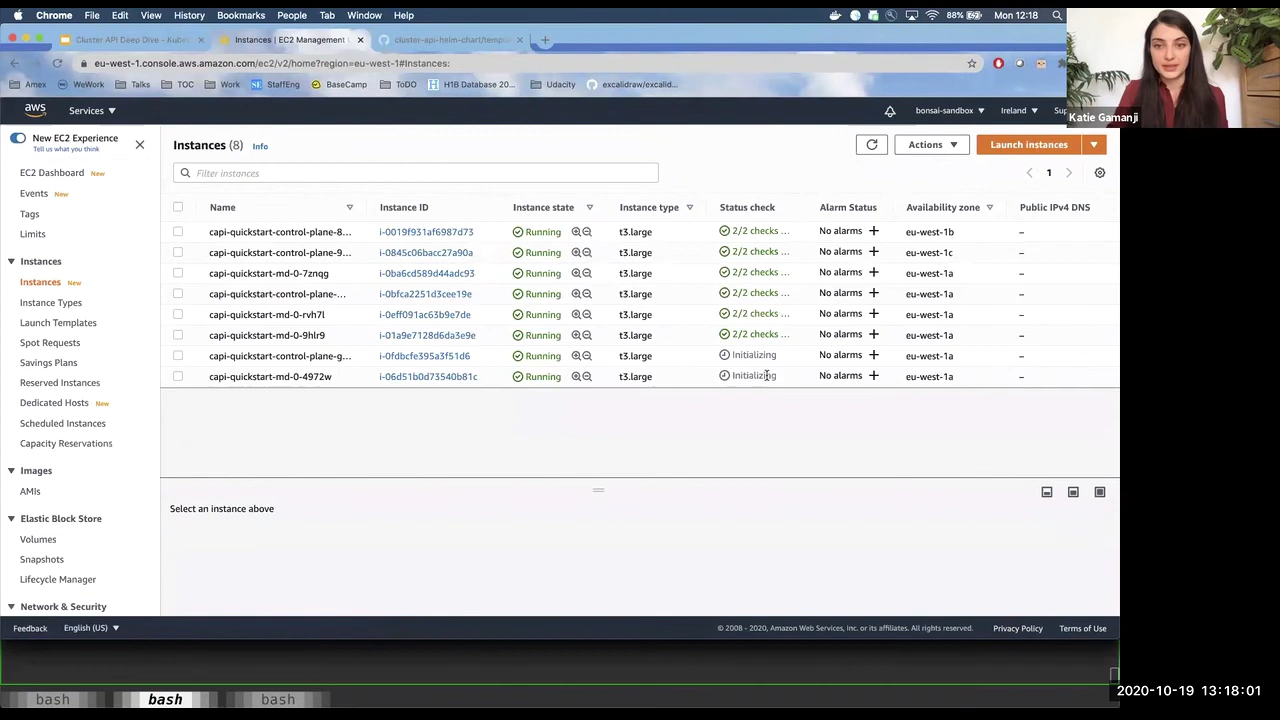 Chrome File Edit View History Bookmarks People Tab Window Help 88% Mon 12:18
Cluster API Deep Dive - Kube Instances | EC2 Management cluster-api-helm-chart/templ
eu-west-1.console.aws.amazon.com/ec2/v2/home?region=eu-west-1#Instances:
Amex WeWork Talks TOC Work StaffEng BaseCamp ToDO H1B Database 20... Udacity excalidraw/excalid...
Katie Gamanji
aws Services bonsai-sandbox Ireland Sup
New EC2 Experience
Tell us what you think
EC2 Dashboard New
Events New
Tags
Limits
Instances
Instances New
Instance Types
Launch Templates
Spot Requests
Savings Plans
Reserved Instances
Dedicated Hosts New
Scheduled Instances
Capacity Reservations
Images
AMIs
Elastic Block Store
Volumes
Snapshots
Lifecycle Manager
Network & Security
Instances (8) Info Actions Launch instances
Filter instances 1
Name Instance ID Instance state Instance type Status check Alarm Status Availability zone Public IPv4 DNS
capi-quickstart-control-plane-8... i-0019f931af6987d73 Running t3.large 2/2 checks ... No alarms + eu-west-1b –
capi-quickstart-control-plane-9... i-0845c06bacc27a90a Running t3.large 2/2 checks ... No alarms + eu-west-1c –
capi-quickstart-md-0-7znqg i-0ba6cd589d44adc93 Running t3.large 2/2 checks ... No alarms + eu-west-1a –
capi-quickstart-control-plane-... i-0bfca2251d3cee19e Running t3.large 2/2 checks ... No alarms + eu-west-1a –
capi-quickstart-md-0-rvh7l i-0eff091ac63b9e7de Running t3.large 2/2 checks ... No alarms + eu-west-1a –
capi-quickstart-md-0-9hlr9 i-01a9e7128d6da3e9e Running t3.large 2/2 checks ... No alarms + eu-west-1a –
capi-quickstart-control-plane-g... i-0fdbcfe395a3f51d6 Running t3.large Initializing No alarms + eu-west-1a –
capi-quickstart-md-0-4972w i-06d51b0d73540b81c Running t3.large Initializing No alarms + eu-west-1a –
Select an instance above
Feedback English (US) © 2008 - 2020, Amazon Web Services, Inc. or its affiliates. All rights reserved. Privacy Policy Terms of Use
bash bash bash
2020-10-19 13:18:01